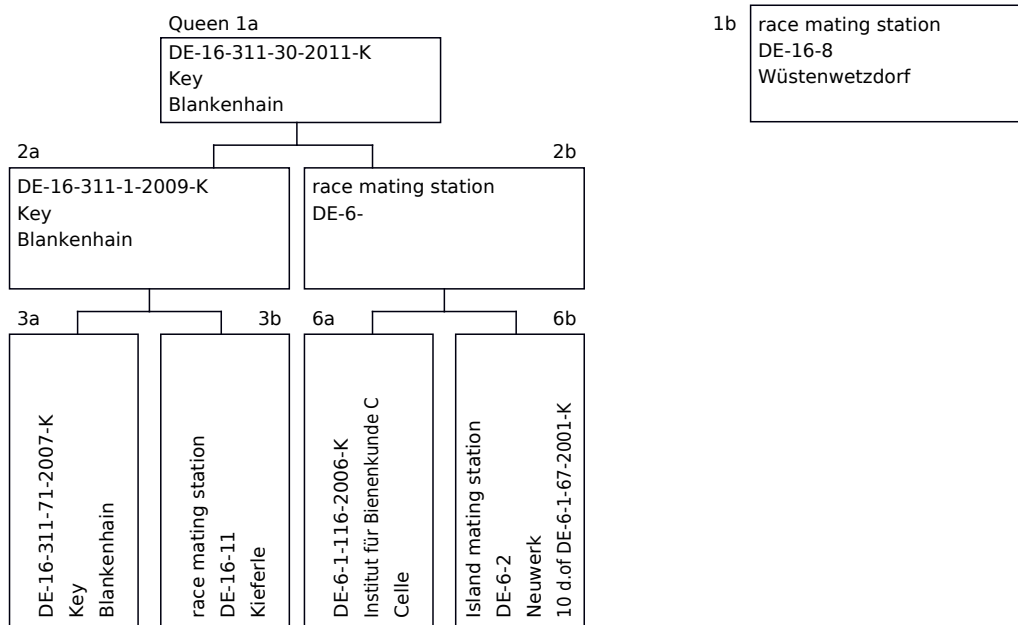 Queen 1a
DE-16-311-30-2011-K
Key
Blankenhain
1b
race mating station
DE-16-8
Wüstenwetzdorf
2a
DE-16-311-1-2009-K
Key
Blankenhain
2b
race mating station
DE-6-
3a
DE-16-311-71-2007-K
Key
Blankenhain
3b
race mating station
DE-16-11
Kieferle
6a
DE-6-1-116-2006-K
Institut für Bienenkunde C
Celle
6b
Island mating station
DE-6-2
Neuwerk
10 d.of DE-6-1-67-2001-K